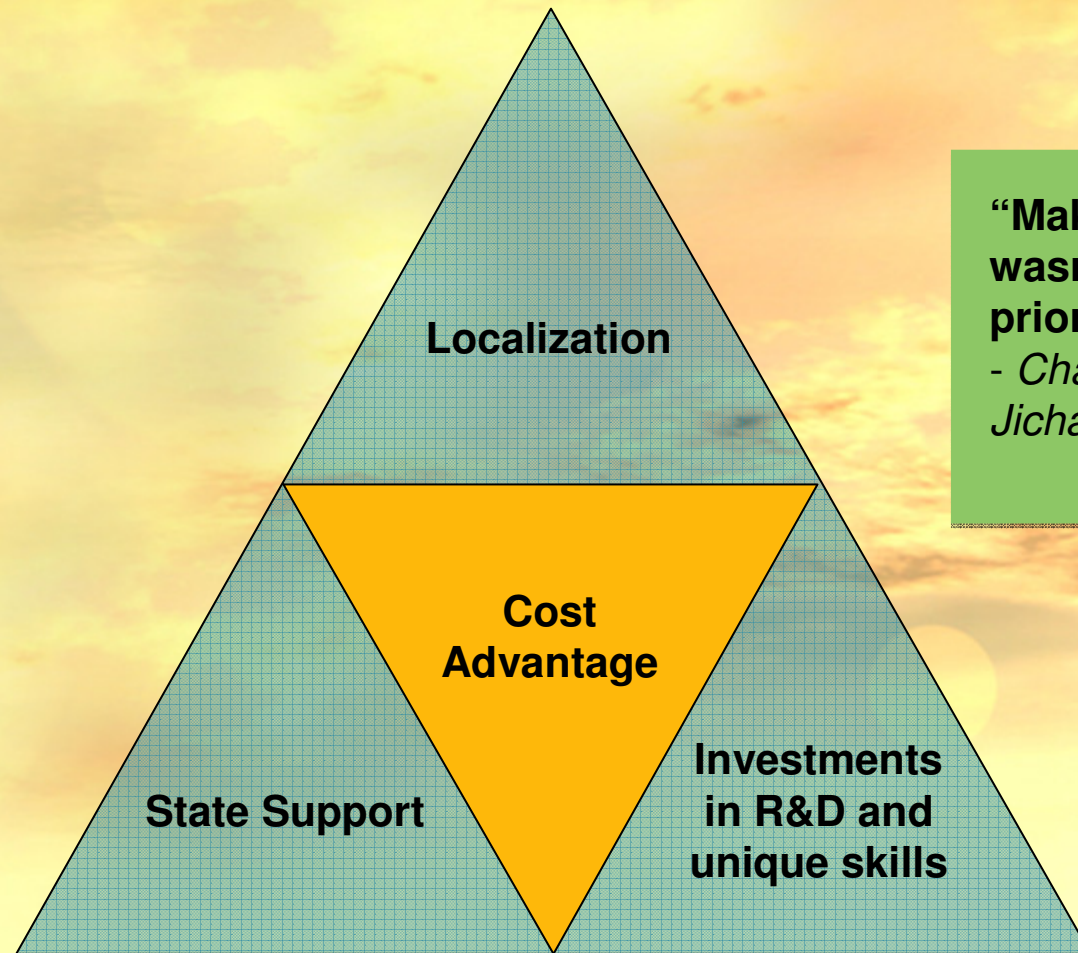 Localization
Cost
Advantage
State Support
Investments
in R&D and
unique skills